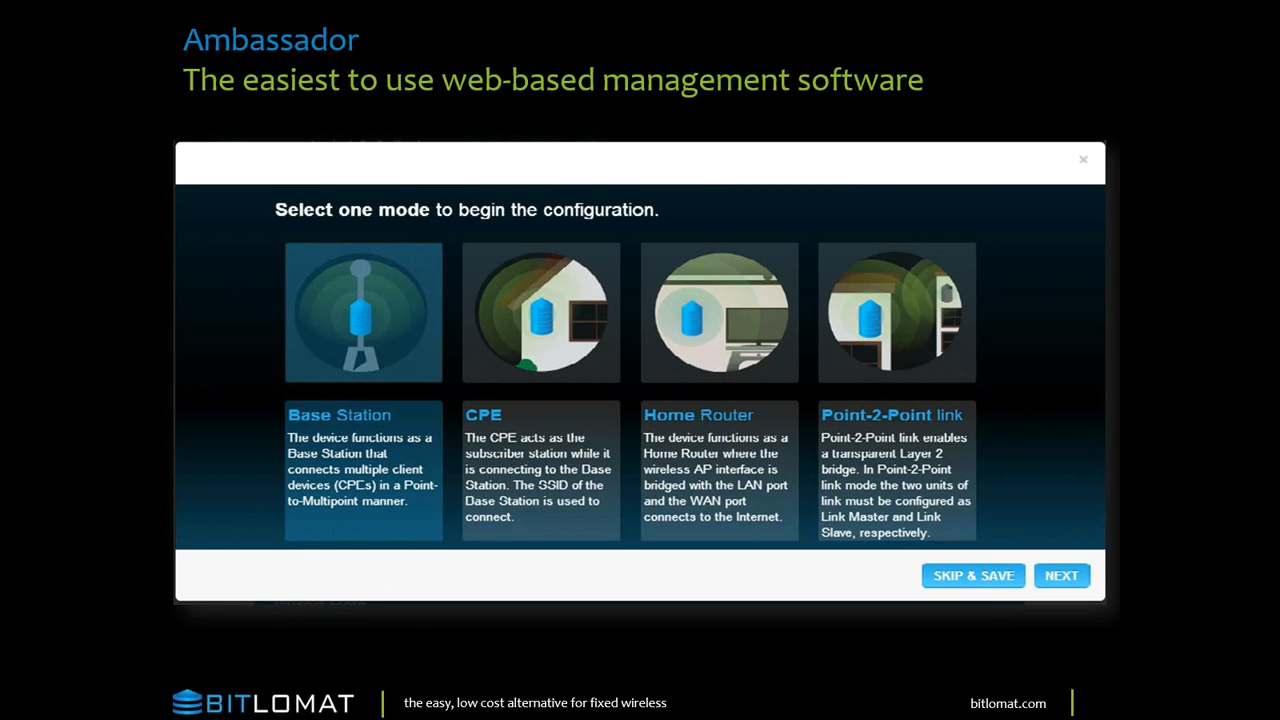 Ambassador
The easiest to use web-based management software
×
Select one mode to begin the configuration.
Base Station
The device functions as a
Base Station that
connects multiple client
devices (CPEs) in a Point-
to-Multipoint manner.
CPE
The CPE acts as the
subscriber station while it
is connecting to the Base
Station. The SSID of the
Base Station is used to
connect.
Home Router
The device functions as a
Home Router where the
wireless AP interface is
bridged with the LAN port
and the WAN port
connects to the Internet.
Point-2-Point link
Point-2-Point link enables
a transparent Layer 2
bridge. In Point-2-Point
link mode the two units of
link must be configured as
Link Master and Link
Slave, respectively.
SKIP & SAVE
NEXT
BITLOMAT
the easy, low cost alternative for fixed wireless
bitlomat.com